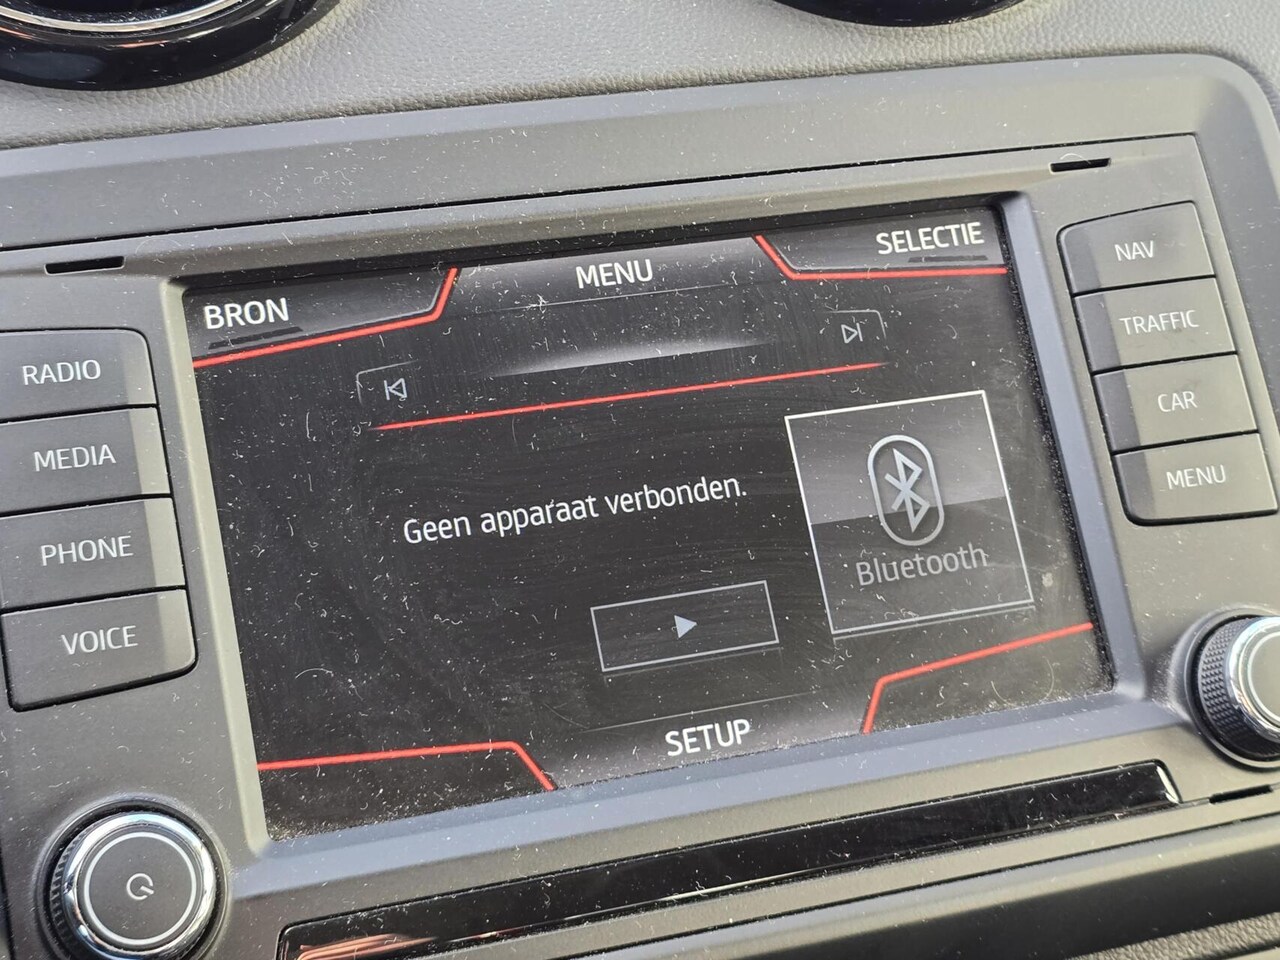 BRON
MENU
SELECTIE
Geen apparaat verbonden.
Bluetooth
SETUP
RADIO
MEDIA
PHONE
VOICE
NAV
TRAFFIC
CAR
MENU